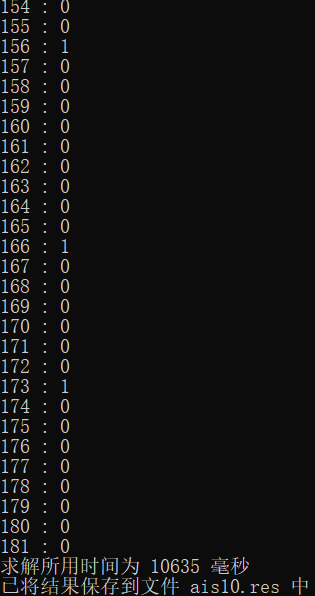 154 : 0
155 : 0
156 : 1
157 : 0
158 : 0
159 : 0
160 : 0
161 : 0
162 : 0
163 : 0
164 : 0
165 : 0
166 : 1
167 : 0
168 : 0
169 : 0
170 : 0
171 : 0
172 : 0
173 : 1
174 : 0
175 : 0
176 : 0
177 : 0
178 : 0
179 : 0
180 : 0
181 : 0
求解所用时间为 10635 毫秒
已将结果保存到文件 ais10.res 中